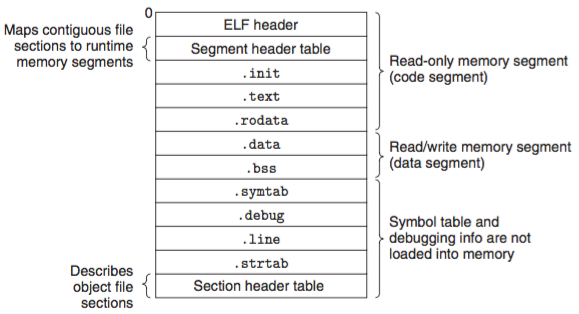 0
ELF header
Maps contiguous file
sections to runtime
memory segments
Segment header table
.init
.text
.rodata
Read-only memory segment
(code segment)
.data
.bss
Read/write memory segment
(data segment)
.symtab
.debug
.line
.strtab
Symbol table and
debugging info are not
loaded into memory
Describes
object file
sections
Section header table